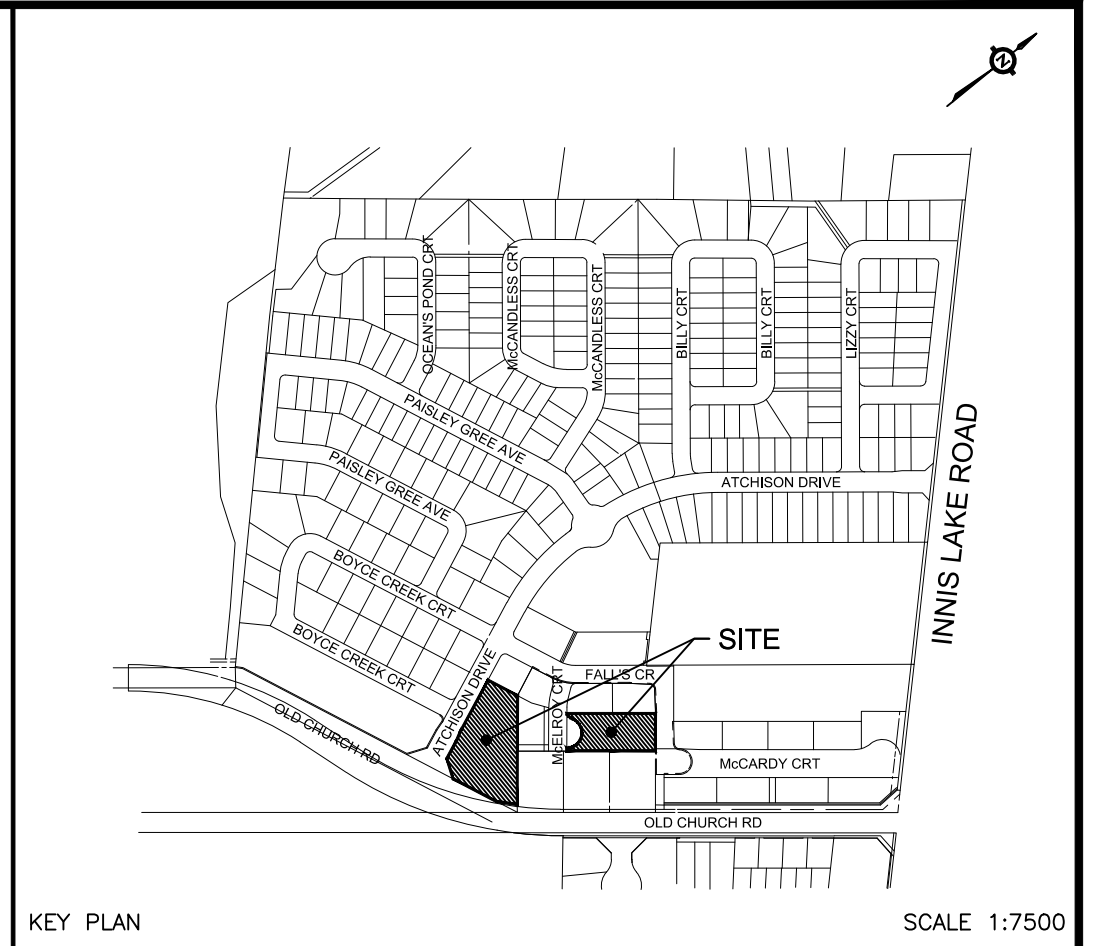 N
OCEAN'S POND CRT
McCANDLESS CRT
McCANDLESS CRT
BILLY CRT
BILLY CRT
LIZZY CRT
PAISLEY GREE AVE
PAISLEY GREE AVE
ATCHISON DRIVE
INNIS LAKE ROAD
BOYCE CREEK CRT
BOYCE CREEK CRT
SITE
ATCHISON DRIVE
FALL'S CR
McELROY CRT
OLD CHURCH RD
McCARDY CRT
OLD CHURCH RD
KEY PLAN
SCALE 1:7500